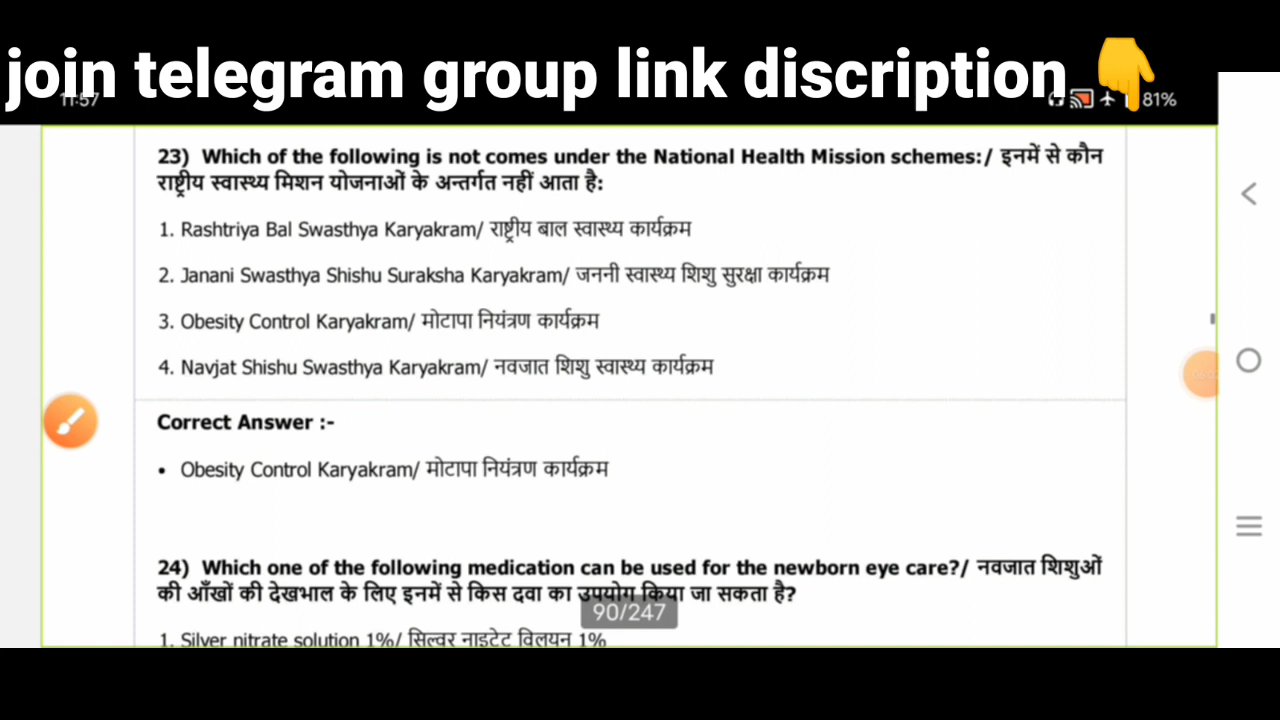 join telegram group link discription 👇
11:57
81%
23) Which of the following is not comes under the National Health Mission schemes:/ इनमें से कौन
राष्ट्रीय स्वास्थ्य मिशन योजनाओं के अन्तर्गत नहीं आता है:
1. Rashtriya Bal Swasthya Karyakram/ राष्ट्रीय बाल स्वास्थ्य कार्यक्रम
2. Janani Swasthya Shishu Suraksha Karyakram/ जननी स्वास्थ्य शिशु सुरक्षा कार्यक्रम
3. Obesity Control Karyakram/ मोटापा नियंत्रण कार्यक्रम
4. Navjat Shishu Swasthya Karyakram/ नवजात शिशु स्वास्थ्य कार्यक्रम
Correct Answer :-
• Obesity Control Karyakram/ मोटापा नियंत्रण कार्यक्रम
24) Which one of the following medication can be used for the newborn eye care?/ नवजात शिशुओं
की आँखों की देखभाल के लिए इनमें से किस दवा का उपयोग किया जा सकता है?
90/247
1. Silver nitrate solution 1%/ सिल्वर नाइट्रेट विलयन 1%